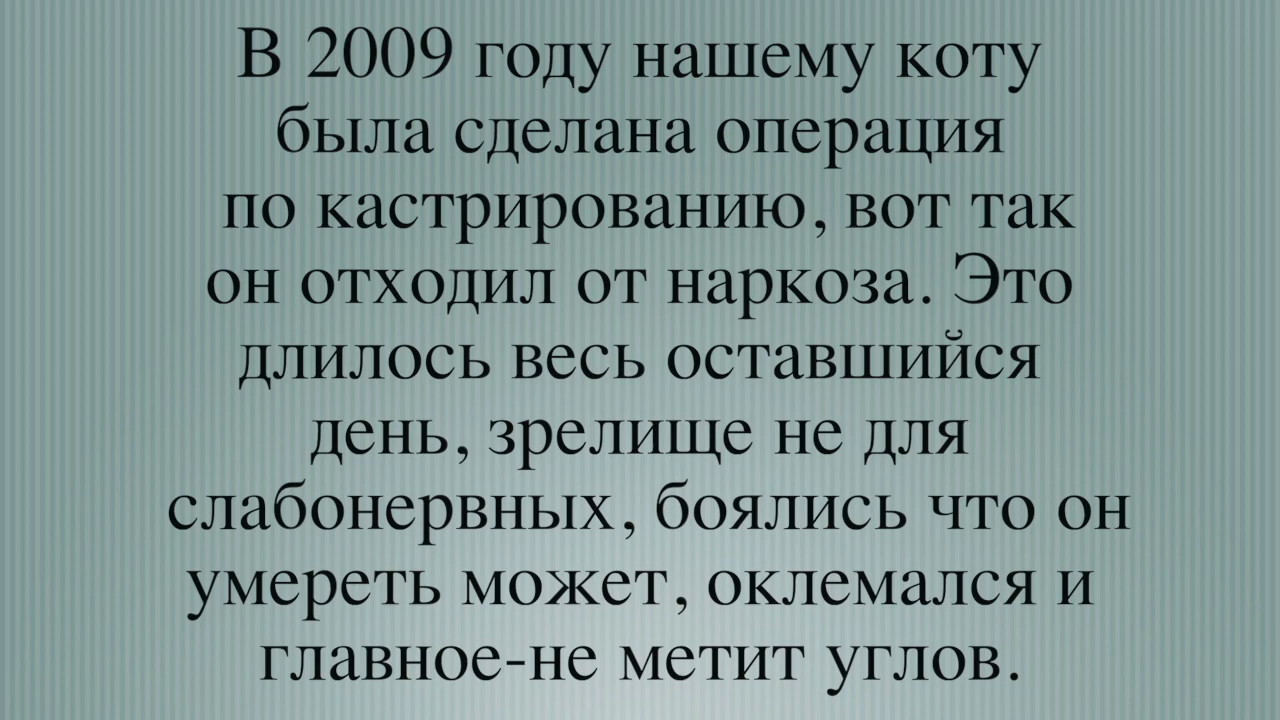 В 2009 году нашему коту
была сделана операция
по кастрированию, вот так
он отходил от наркоза. Это
длилось весь оставшийся
день, зрелище не для
слабонервных, боялись что он
умереть может, оклемался и
главное-не метит углов.